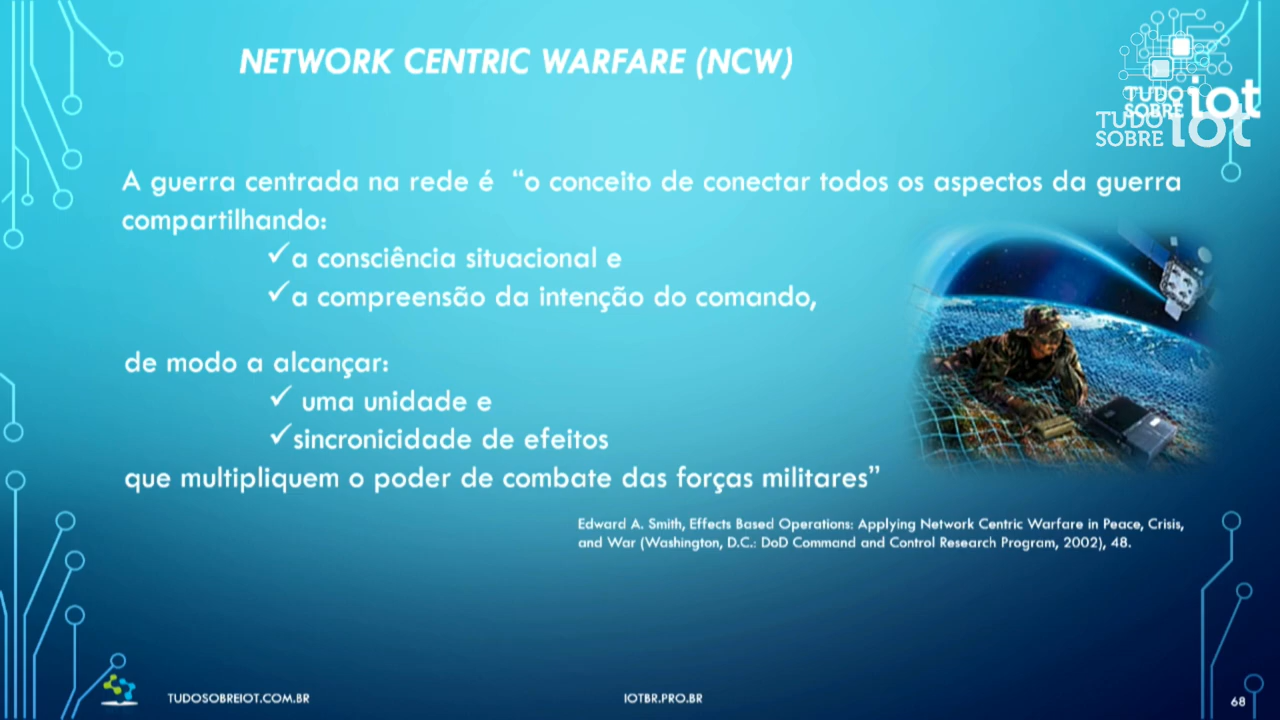 NETWORK CENTRIC WARFARE (NCW)
TUDO
SOBRE iot
TUDO
SOBRE iot
A guerra centrada na rede é “o conceito de conectar todos os aspectos da guerra
compartilhando:
✓a consciência situacional e
✓a compreensão da intenção do comando,
de modo a alcançar:
✓ uma unidade e
✓sincronicidade de efeitos
que multipliquem o poder de combate das forças militares”
Edward A. Smith, Effects Based Operations: Applying Network Centric Warfare in Peace, Crisis,
and War (Washington, D.C.: DoD Command and Control Research Program, 2002), 48.
TUDOSOBREIOT.COM.BR
IOTBR.PRO.BR
68